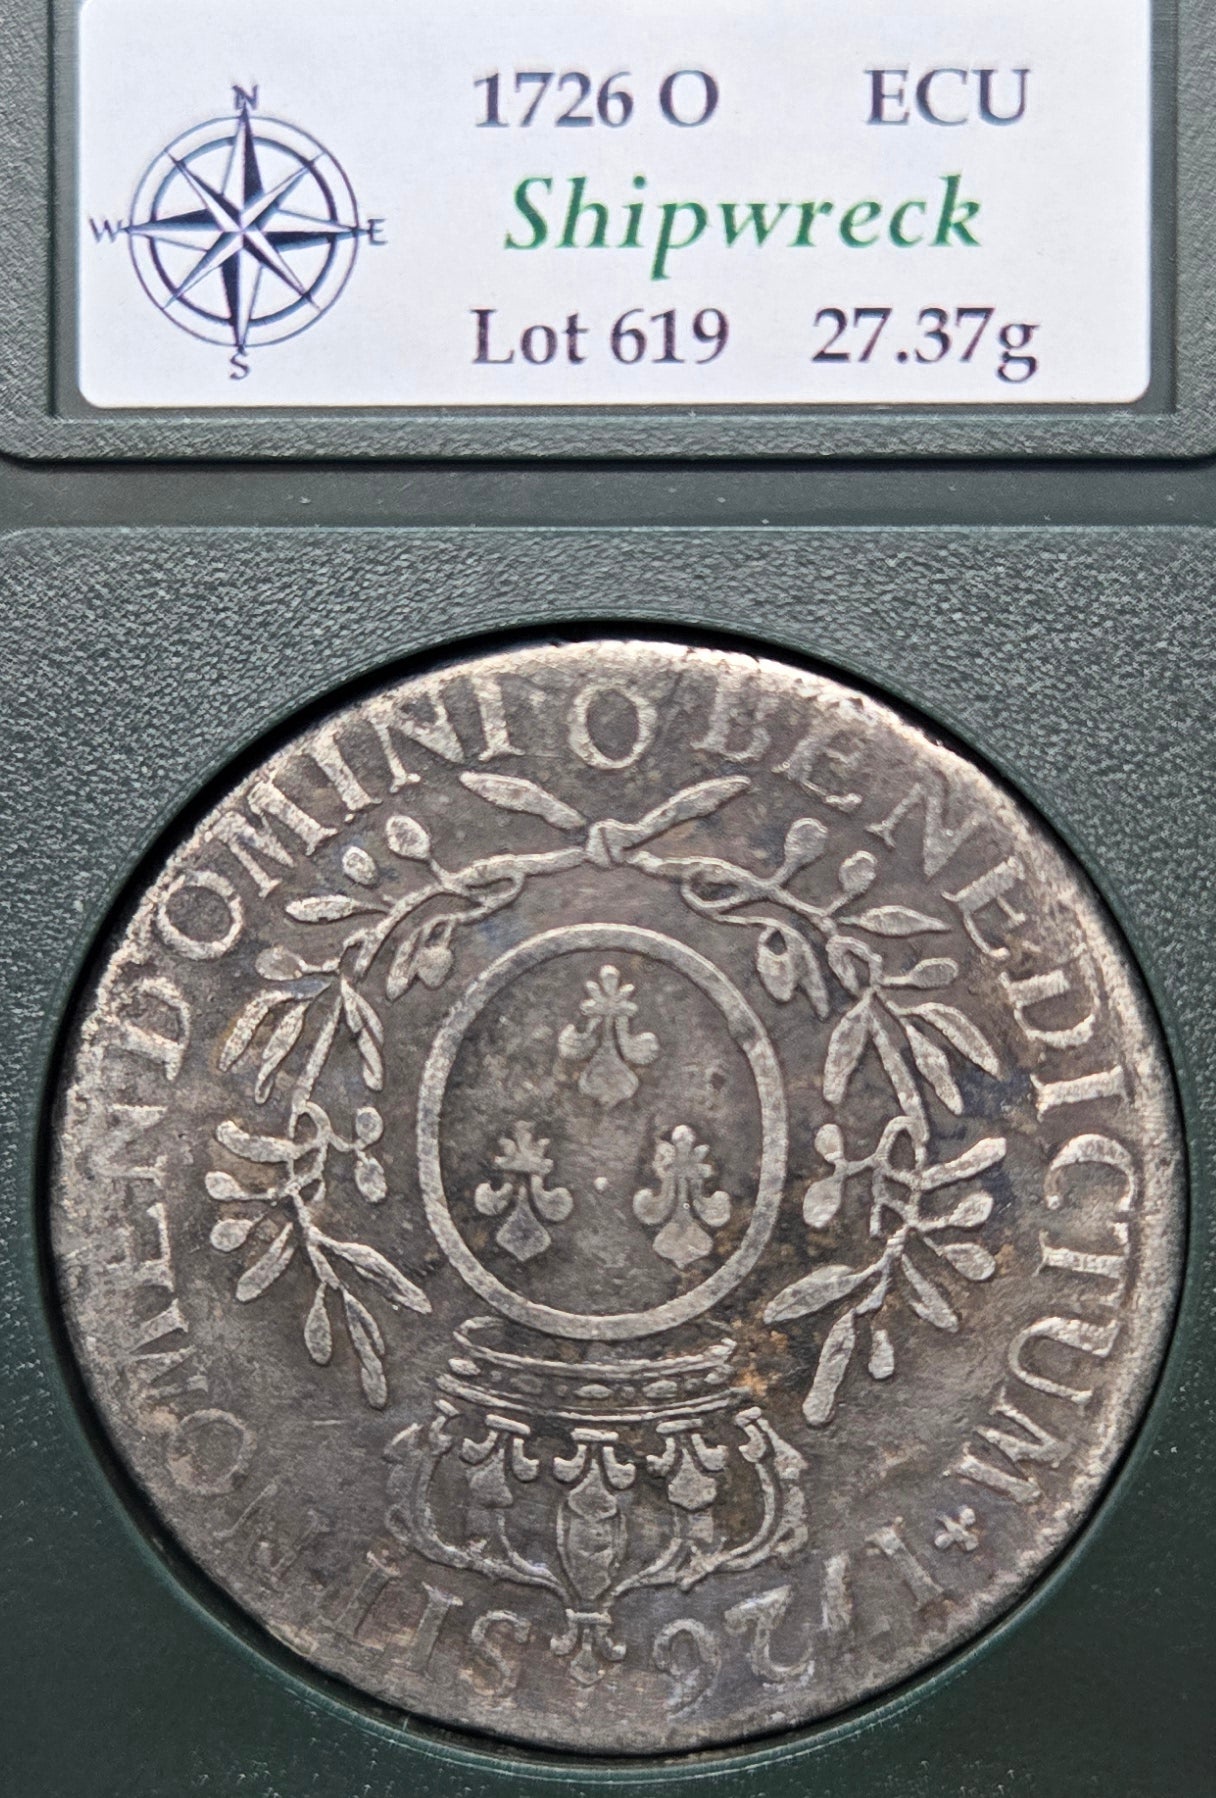 N
W E
S
1726 O ECU
Shipwreck
Lot 619 27.37g
SIT NOMEN DOMINI O BENEDICTUM 1726